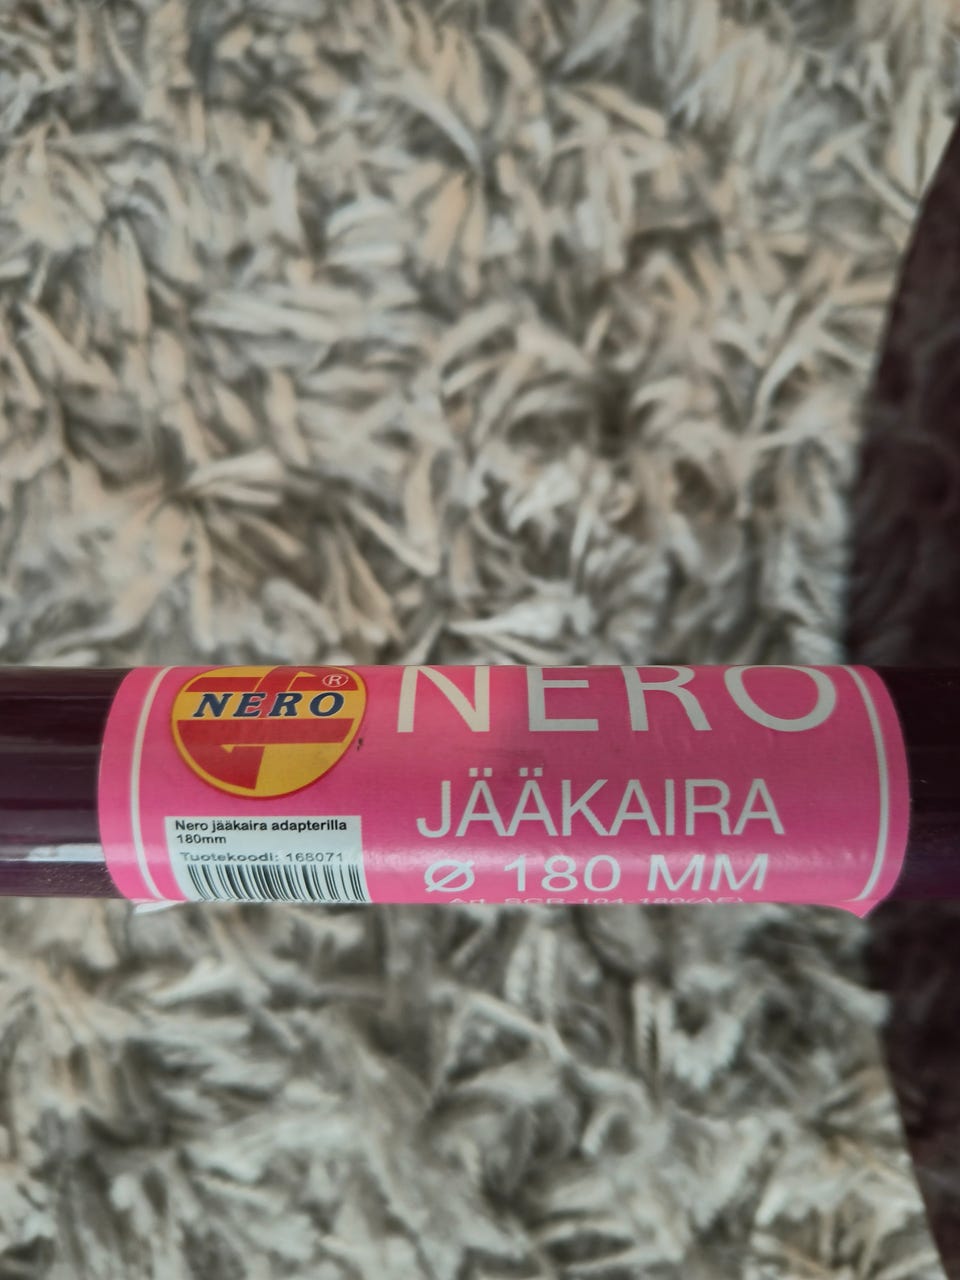 NERO ®
NERO
JÄÄKAIRA
Ø 180 MM
Nero jääkaira adapterilla
180mm
Tuotekoodi: 168071